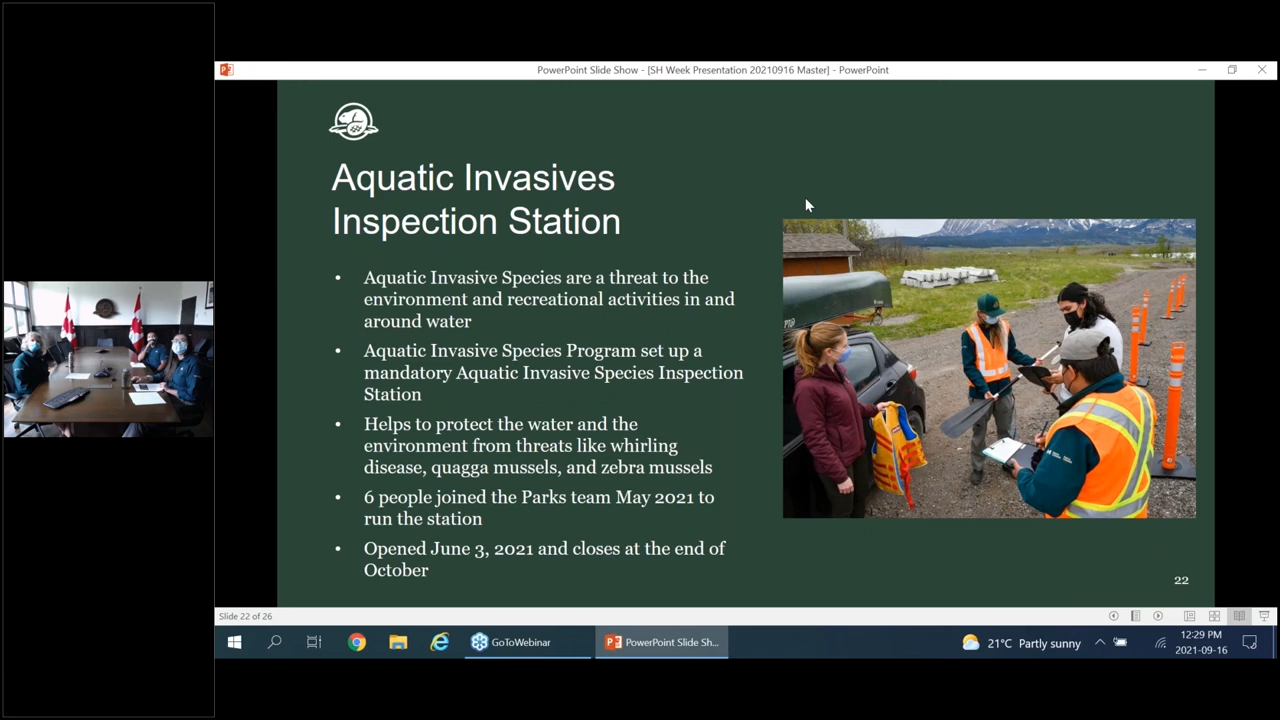 PowerPoint Slide Show - [SH Week Presentation 20210916 Master] - PowerPoint
Aquatic Invasives
Inspection Station
• Aquatic Invasive Species are a threat to the
environment and recreational activities in and
around water
• Aquatic Invasive Species Program set up a
mandatory Aquatic Invasive Species Inspection
Station
• Helps to protect the water and the
environment from threats like whirling
disease, quagga mussels, and zebra mussels
• 6 people joined the Parks team May 2021 to
run the station
• Opened June 3, 2021 and closes at the end of
October
22
Slide 22 of 26
GoToWebinar
PowerPoint Slide Sh...
21°C Partly sunny
12:29 PM
2021-09-16